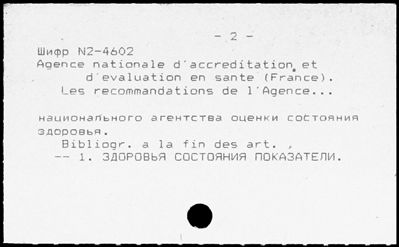 - 2 -
Шифр N2-4602
Agence nationale d'accreditation et
d'evaluation en sante (France).
Les recommandations de l'Agence...
национального агентства оценки состояния
здоровья.
Bibliogr. a la fin des art. ,
-- 1. ЗДОРОВЬЯ СОСТОЯНИЯ ПОКАЗАТЕЛИ.